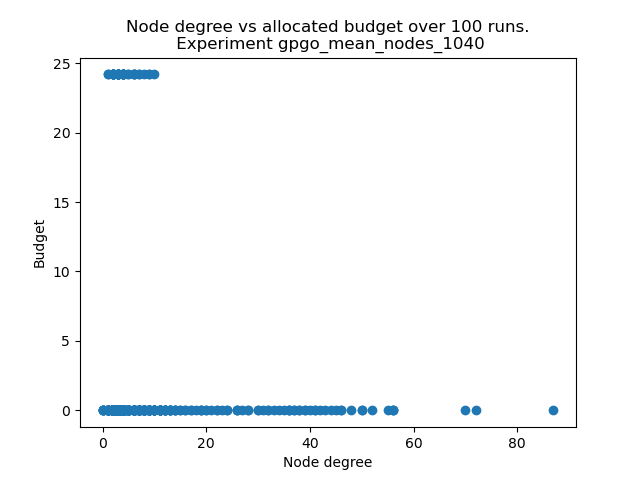 Node degree vs allocated budget over 100 runs.
Experiment gpgo_mean_nodes_1040
25
20
15
10
5
0
Budget
0 20 40 60 80
Node degree